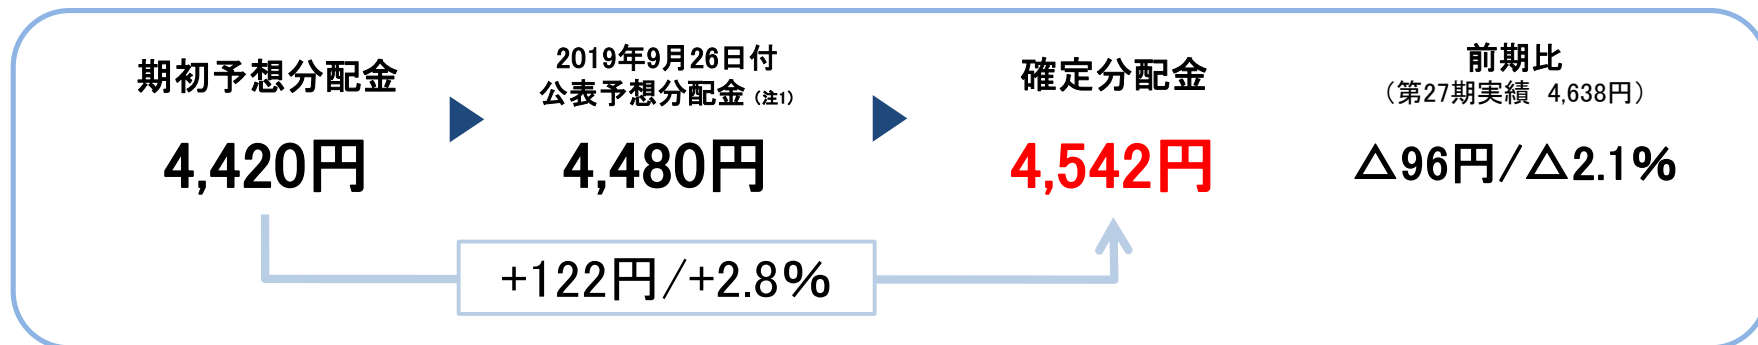 期初予想分配金
4,420円
2019年9月26日付
公表予想分配金(注1)
4,480円
確定分配金
4,542円
前期比
(第27期実績 4,638円)
△96円/△2.1%
+122円/+2.8%